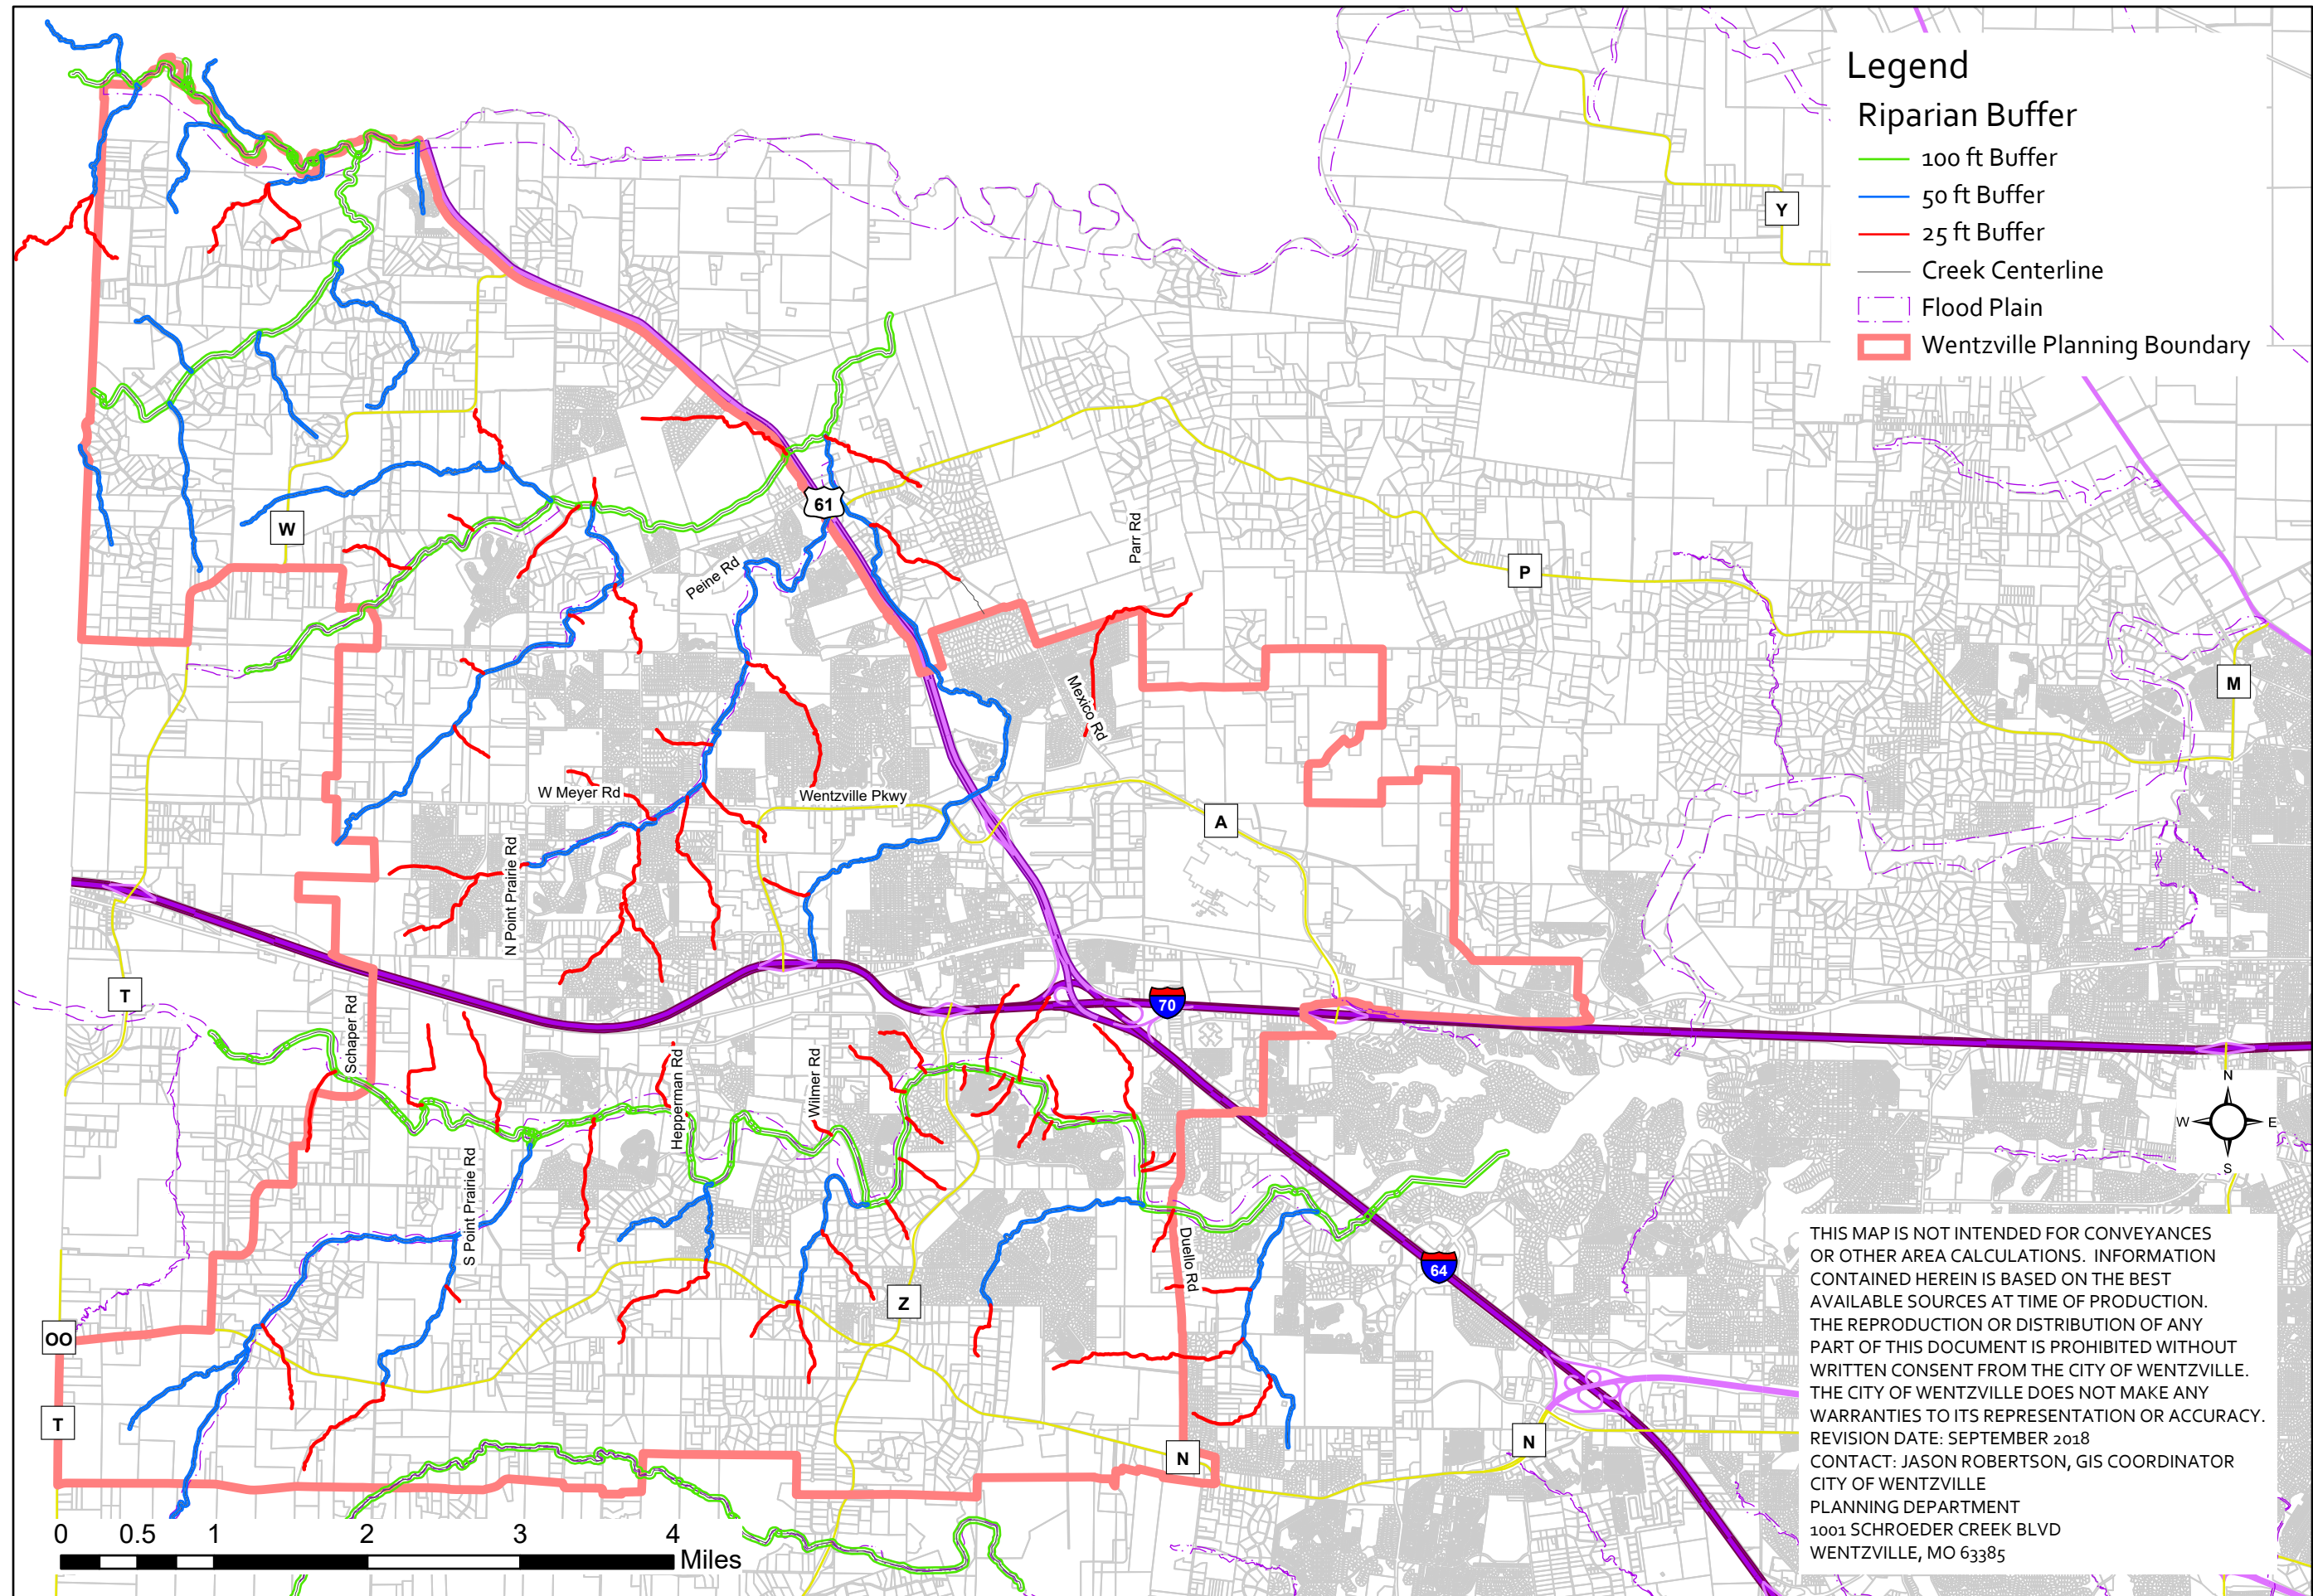 Legend
Riparian Buffer
100 ft Buffer
50 ft Buffer
25 ft Buffer
Creek Centerline
Flood Plain
Wentzville Planning Boundary
Y
W
61
Peine Rd
Parr Rd
P
M
Mexico Rd
W Meyer Rd
Wentzville Pkwy
A
N Point Prairie Rd
T
70
Schaper Rd
Hepperman Rd
Wilmer Rd
S Point Prairie Rd
Duello Rd
64
Z
OO
T
N
N
N
W
E
S
0 0.5 1 2 3 4
Miles
THIS MAP IS NOT INTENDED FOR CONVEYANCES
OR OTHER AREA CALCULATIONS. INFORMATION
CONTAINED HEREIN IS BASED ON THE BEST
AVAILABLE SOURCES AT TIME OF PRODUCTION.
THE REPRODUCTION OR DISTRIBUTION OF ANY
PART OF THIS DOCUMENT IS PROHIBITED WITHOUT
WRITTEN CONSENT FROM THE CITY OF WENTZVILLE.
THE CITY OF WENTZVILLE DOES NOT MAKE ANY
WARRANTIES TO ITS REPRESENTATION OR ACCURACY.
REVISION DATE: SEPTEMBER 2018
CONTACT: JASON ROBERTSON, GIS COORDINATOR
CITY OF WENTZVILLE
PLANNING DEPARTMENT
1001 SCHROEDER CREEK BLVD
WENTZVILLE, MO 63385